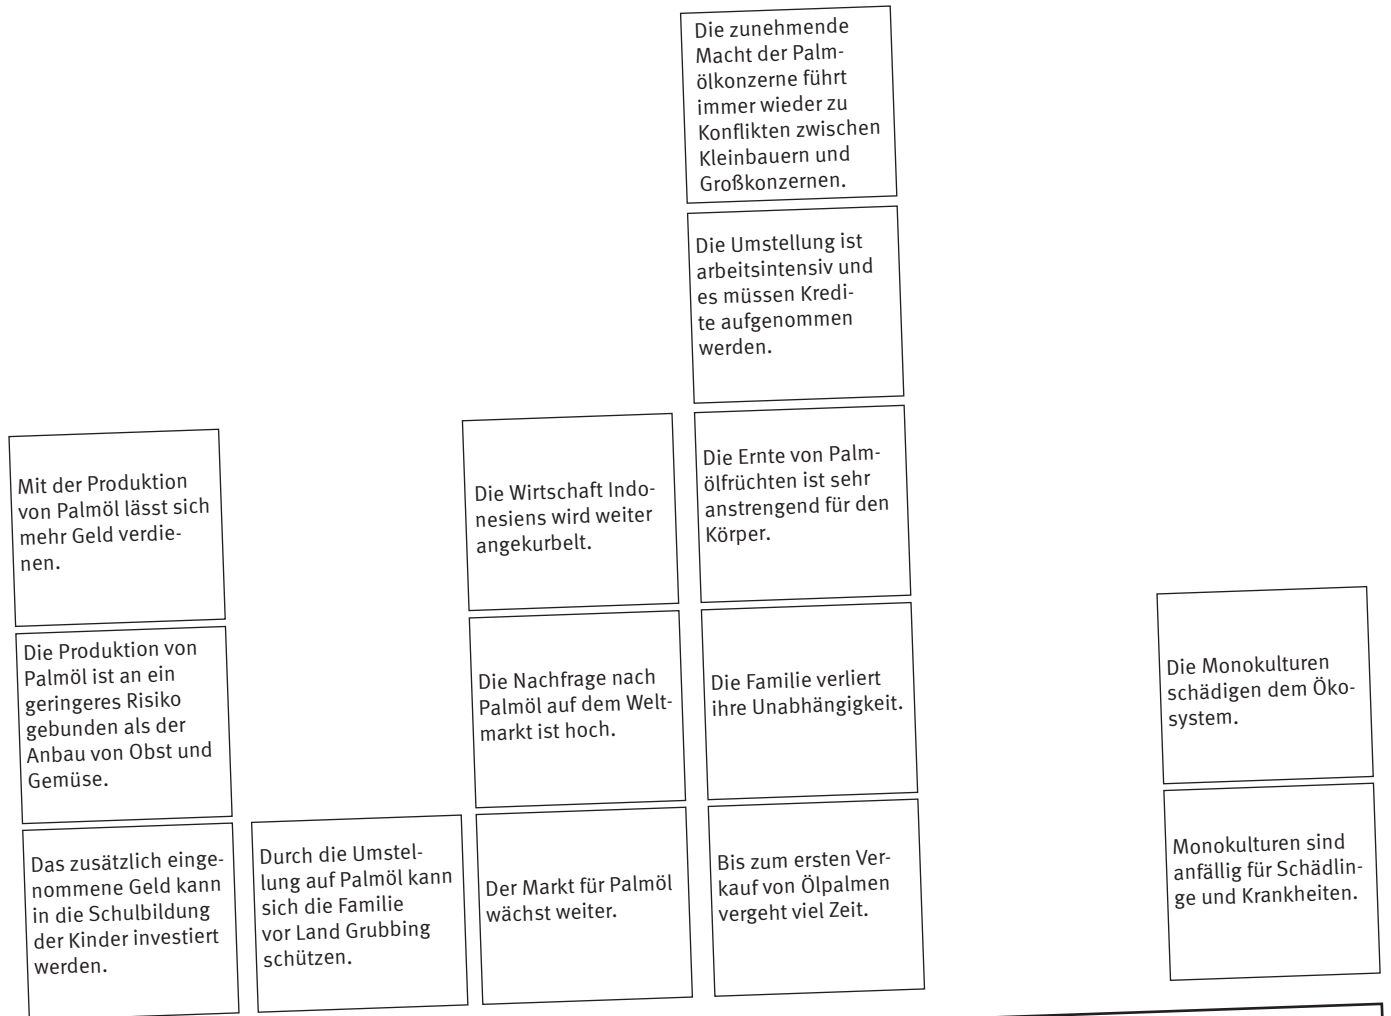 Die zunehmende
Macht der Palm-
ölkonzerne führt
immer wieder zu
Konflikten zwischen
Kleinbauern und
Großkonzernen.
Die Umstellung ist
arbeitsintensiv und
es müssen Kredi-
te aufgenommen
werden.
Mit der Produktion
von Palmöl lässt sich
mehr Geld verdie-
nen.
Die Wirtschaft Indo-
nesiens wird weiter
angekurbelt.
Die Ernte von Palm-
ölfrüchten ist sehr
anstrengend für den
Körper.
Die Produktion von
Palmöl ist an ein
geringeres Risiko
gebunden als der
Anbau von Obst und
Gemüse.
Die Nachfrage nach
Palmöl auf dem Welt-
markt ist hoch.
Die Familie verliert
ihre Unabhängigkeit.
Die Monokulturen
schädigen dem Öko-
system.
Das zusätzlich einge-
nommene Geld kann
in die Schulbildung
der Kinder investiert
werden.
Durch die Umstel-
lung auf Palmöl kann
sich die Familie
vor Land Grubbing
schützen.
Der Markt für Palmöl
wächst weiter.
Bis zum ersten Ver-
kauf von Ölpalmen
vergeht viel Zeit.
Monokulturen sind
anfällig für Schädlin-
ge und Krankheiten.